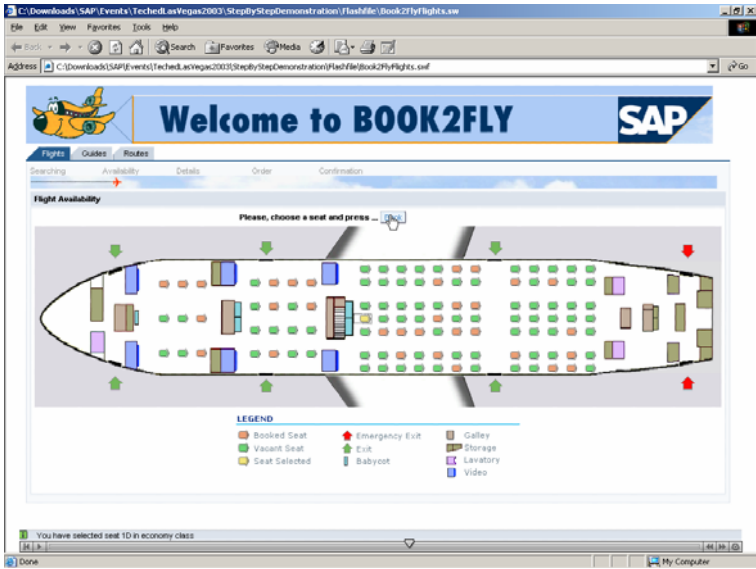 C:\Downloads\SAP\Events\TechedLasVegas2003\StepByStepDemonstration\Flashfile\Book2FlyFlights.sw
File Edit View Favorites Tools Help
Back Search Favorites Media
Address C:\Downloads\SAP\Events\TechedLasVegas2003\StepByStepDemonstration\Flashfile\Book2FlyFlights.swf Go
Welcome to BOOK2FLY SAP
Flights Guides Routes
Searching Availability Details Order Confirmation
Flight Availability
Please, choose a seat and press ...
LEGEND
Booked Seat Emergency Exit Galley
Vacant Seat Exit Storage
Seat Selected Babycot Lavatory
Video
You have selected seat 1D in economy class
Done My Computer